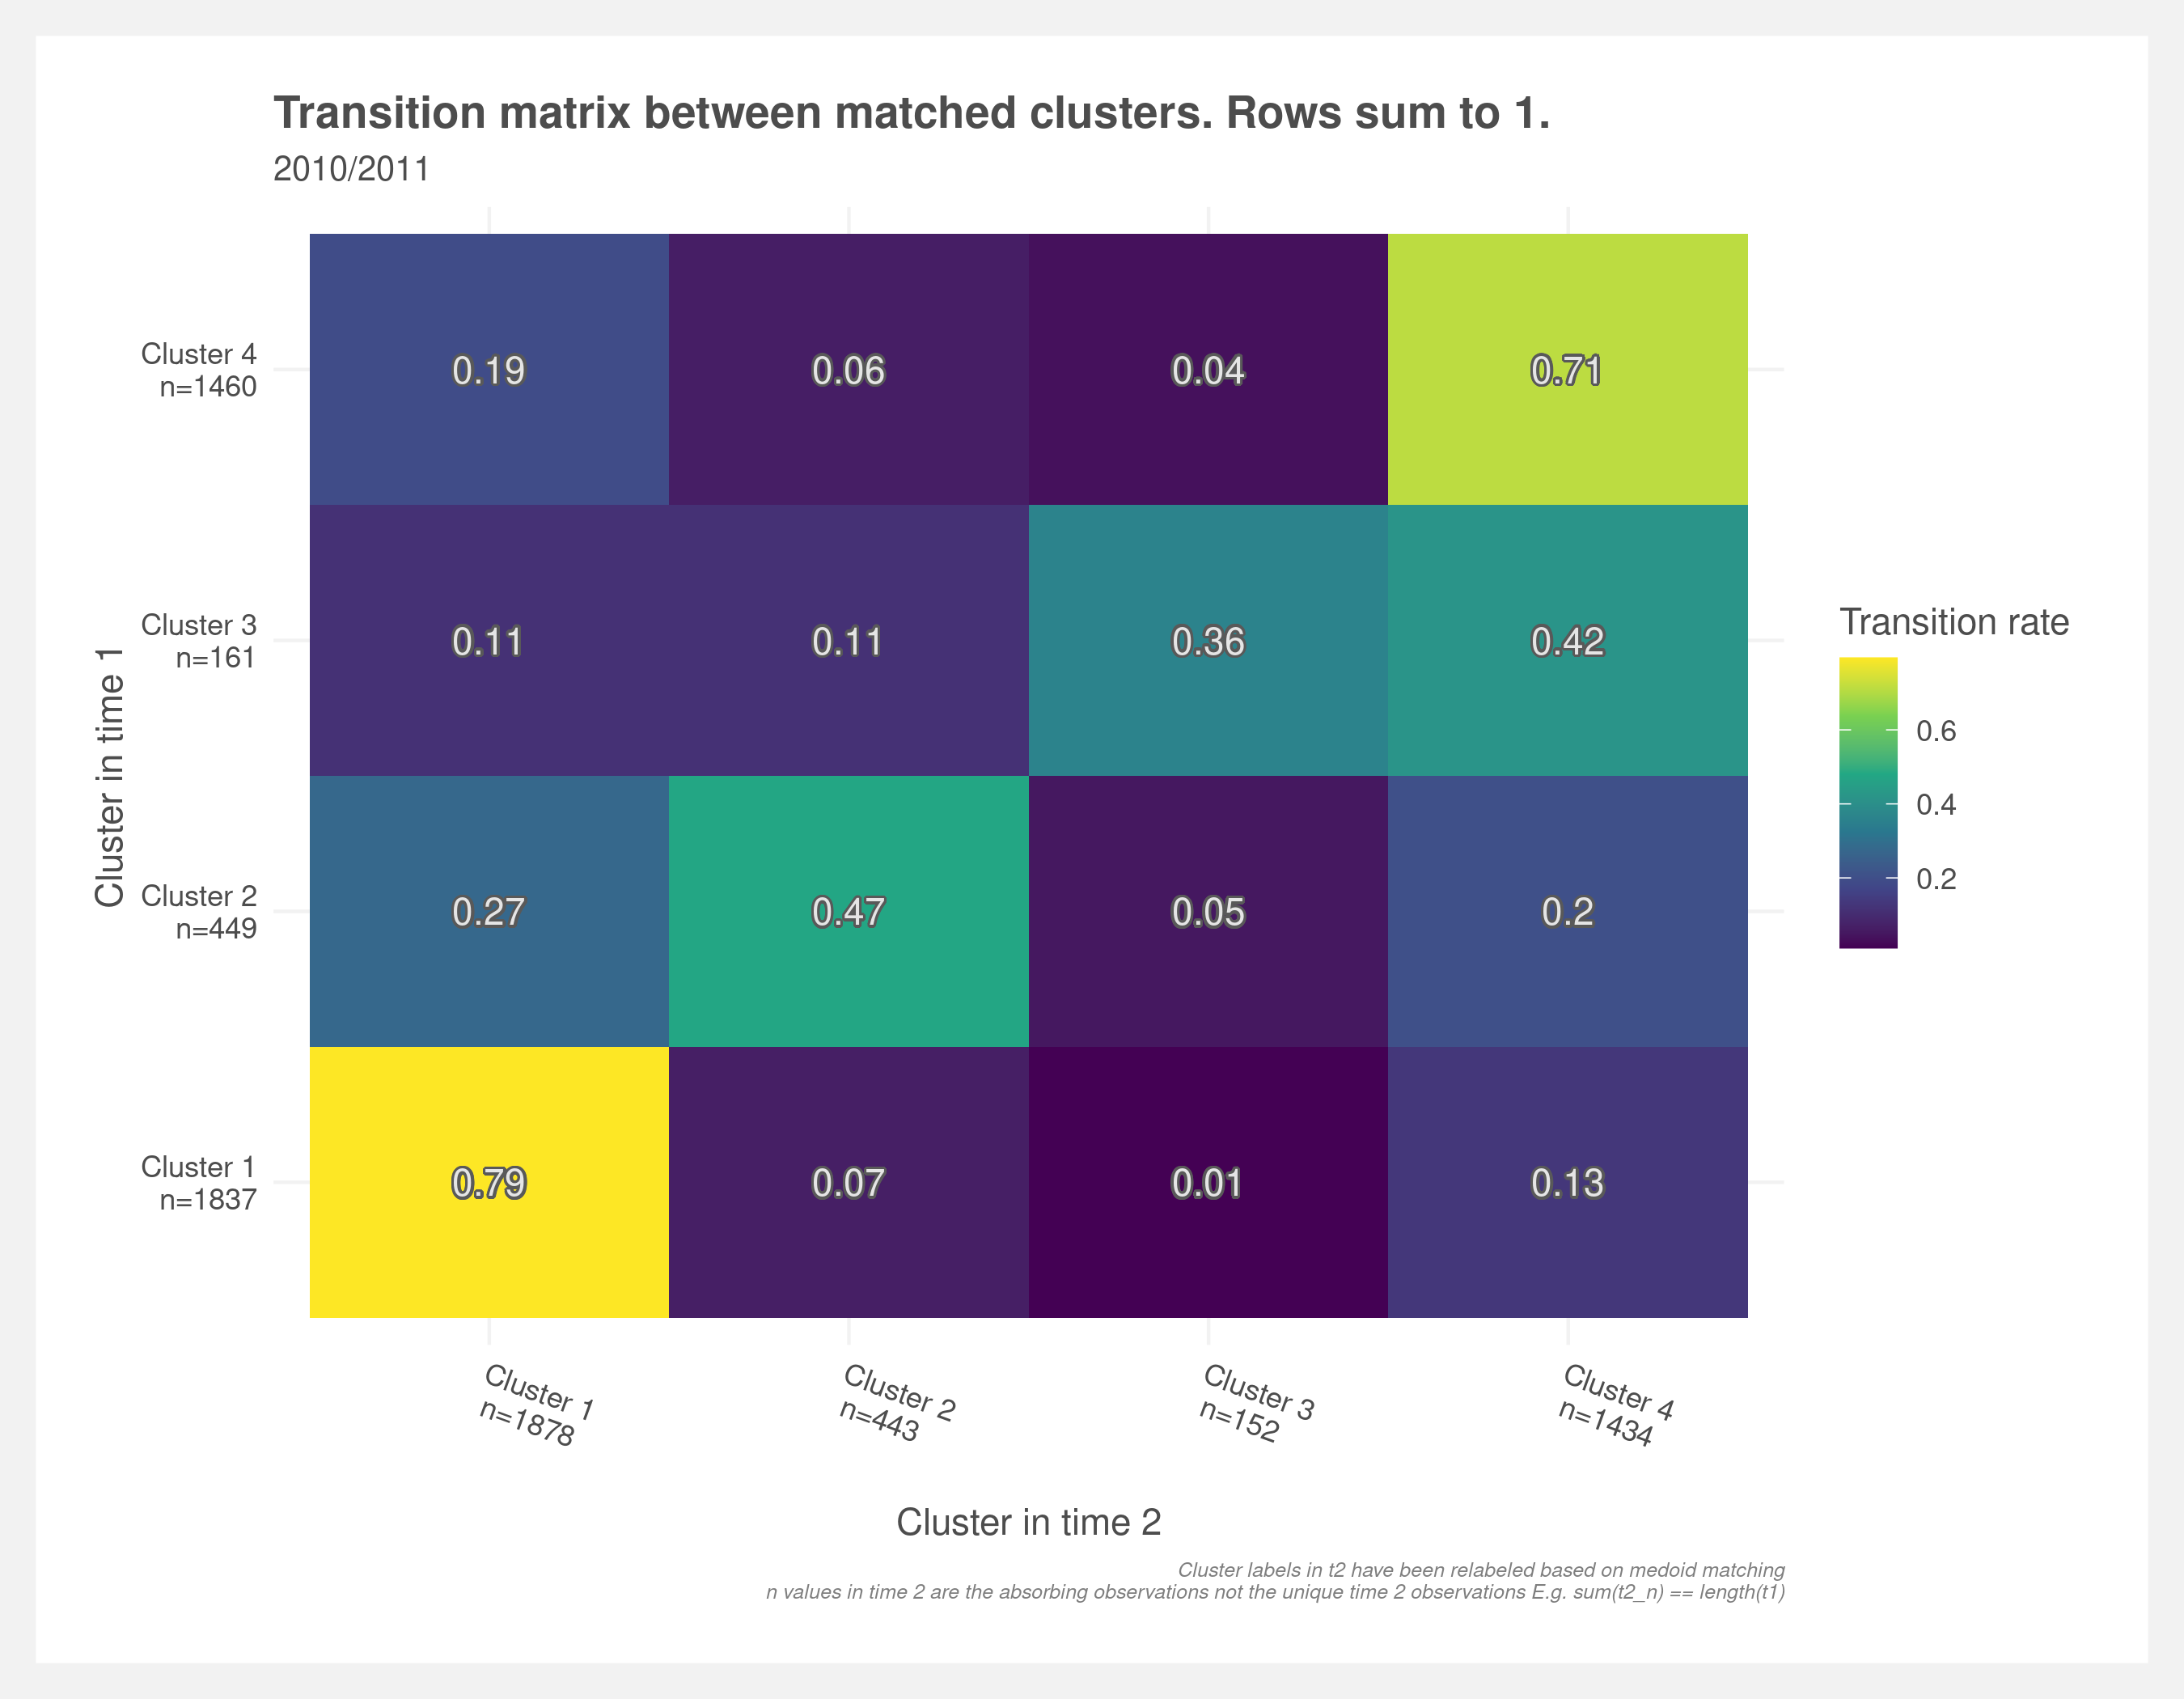 Transition matrix between matched clusters. Rows sum to 1.
2010/2011
Cluster in time 1
Cluster 4
n=1460
0.19 0.06 0.04 0.71
Cluster 3
n=161
0.11 0.11 0.36 0.42
Cluster 2
n=449
0.27 0.47 0.05 0.2
Cluster 1
n=1837
0.79 0.07 0.01 0.13
Cluster 1
n=1878
Cluster 2
n=443
Cluster 3
n=152
Cluster 4
n=1434
Cluster in time 2
Transition rate
0.6
0.4
0.2
Cluster labels in t2 have been relabeled based on medoid matching
n values in time 2 are the absorbing observations not the unique time 2 observations E.g. sum(t2_n) == length(t1)